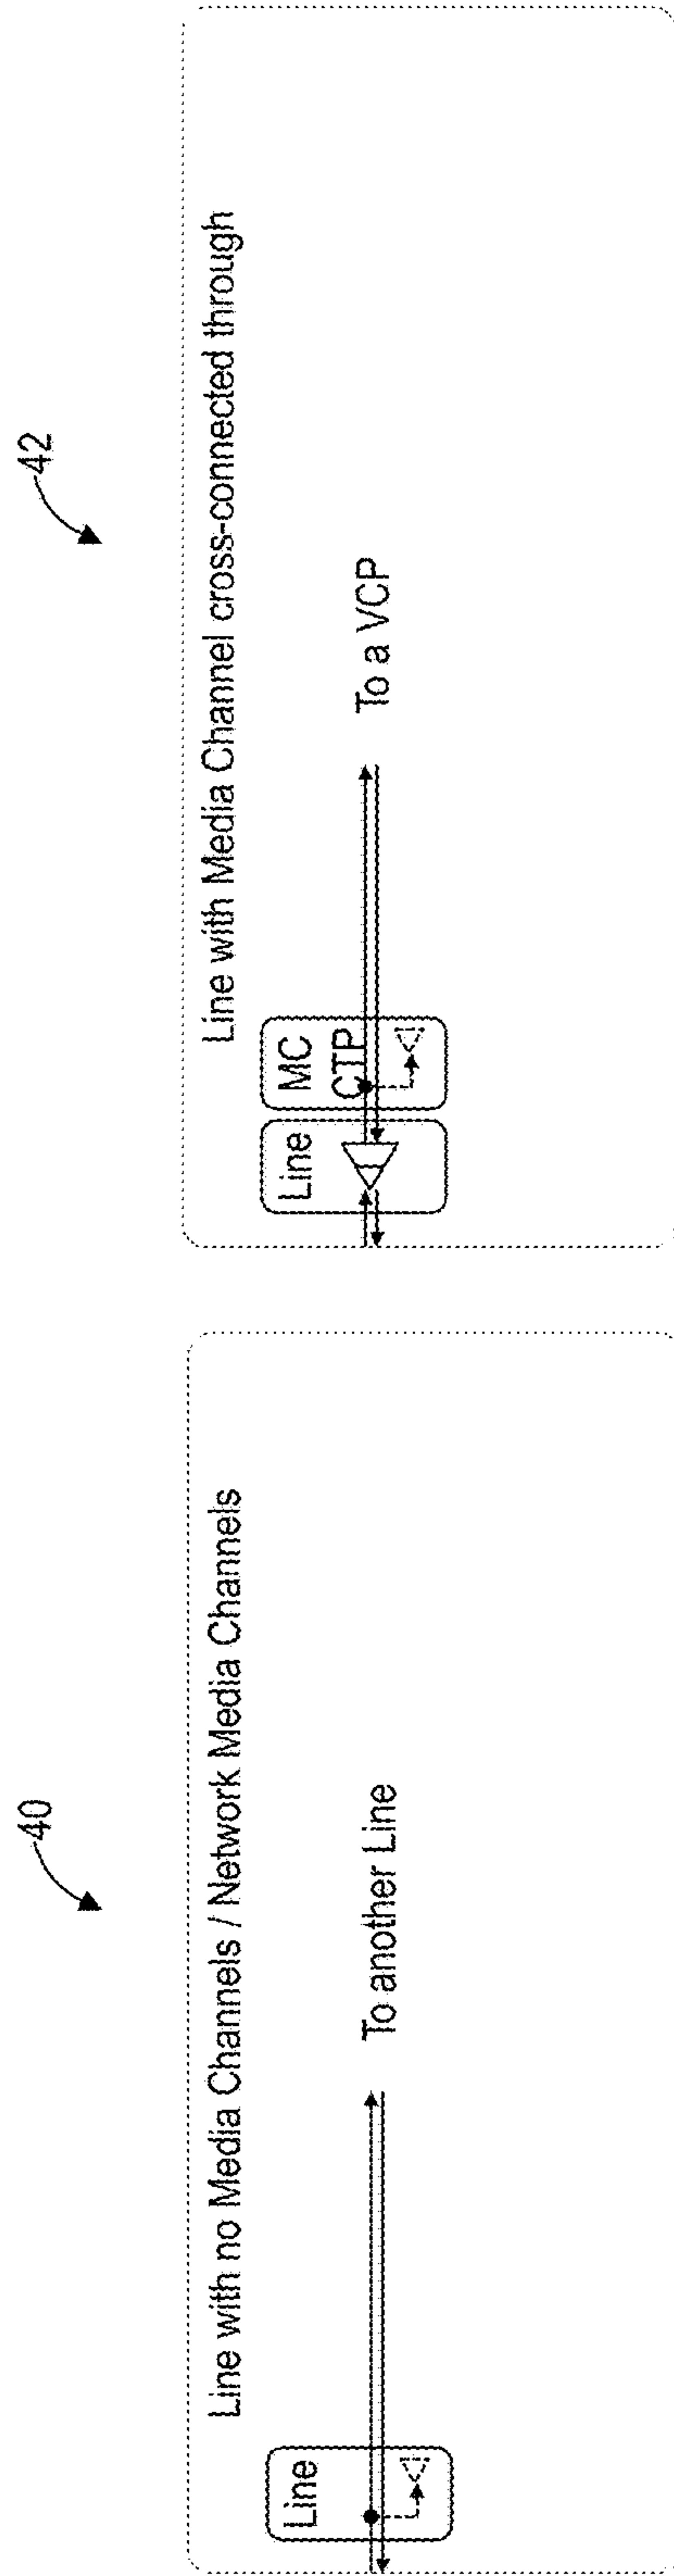 40
Line with no Media Channels / Network Media Channels
Line
To another Line
42
Line with Media Channel cross-connected through
Line
MC
CTP
To a VCP